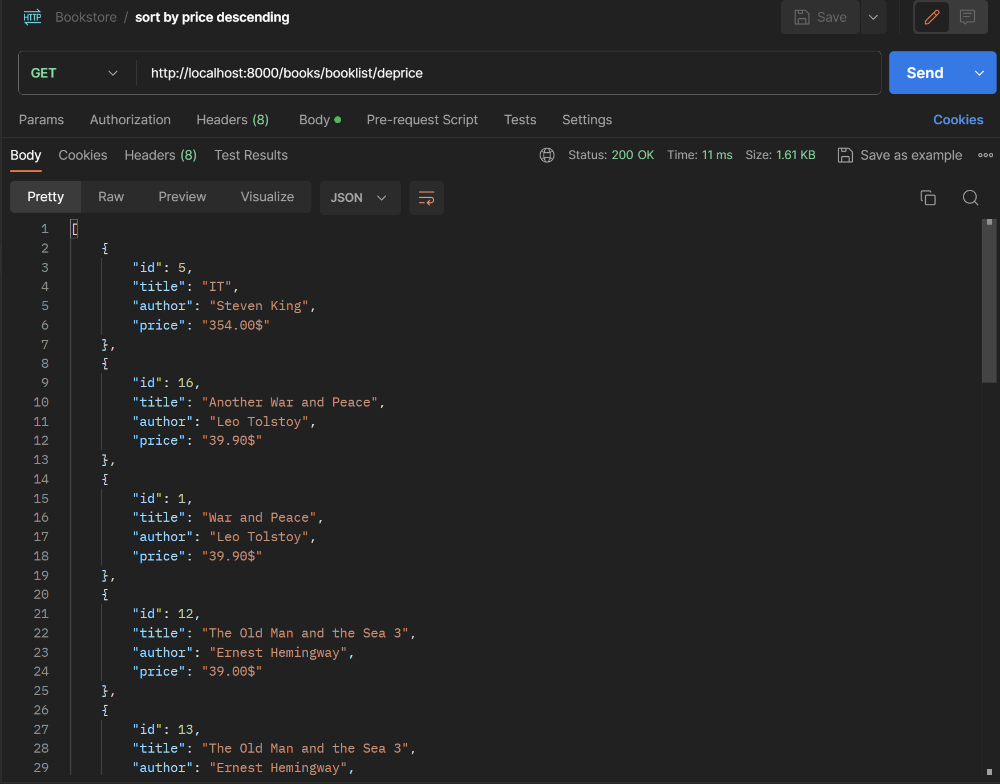 HTTP Bookstore / sort by price descending Save
GET http://localhost:8000/books/booklist/deprice Send
Params Authorization Headers (8) Body Pre-request Script Tests Settings Cookies
Body Cookies Headers (8) Test Results Status: 200 OK Time: 11 ms Size: 1.61 KB Save as example
Pretty Raw Preview Visualize JSON
1 [
2 {
3 "id": 5,
4 "title": "IT",
5 "author": "Steven King",
6 "price": "354.00$"
7 },
8 {
9 "id": 16,
10 "title": "Another War and Peace",
11 "author": "Leo Tolstoy",
12 "price": "39.90$"
13 },
14 {
15 "id": 1,
16 "title": "War and Peace",
17 "author": "Leo Tolstoy",
18 "price": "39.90$"
19 },
20 {
21 "id": 12,
22 "title": "The Old Man and the Sea 3",
23 "author": "Ernest Hemingway",
24 "price": "39.00$"
25 },
26 {
27 "id": 13,
28 "title": "The Old Man and the Sea 3",
29 "author": "Ernest Hemingway",